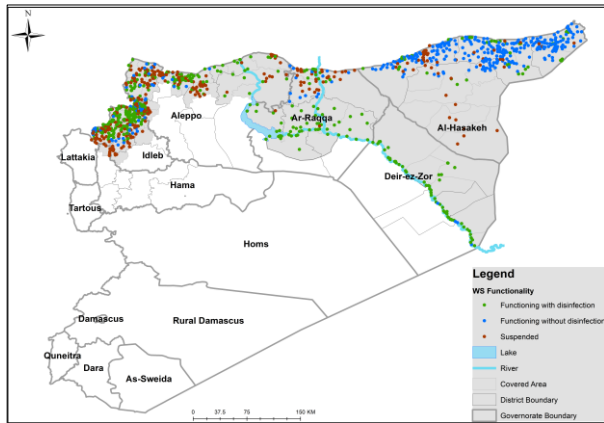 N
Aleppo
Ar-Raqqa
Al-Hasakeh
Lattakia
Idleb
Deir-ez-Zor
Hama
Tartous
Homs
Legend
WS Functionality
Functioning with disinfection
Functioning without disinfection
Suspended
Lake
River
Covered Area
District Boundary
Governorate Boundary
Damascus
Rural Damascus
Quneitra
Dara
As-Sweida
0 37.5 75 150 KM